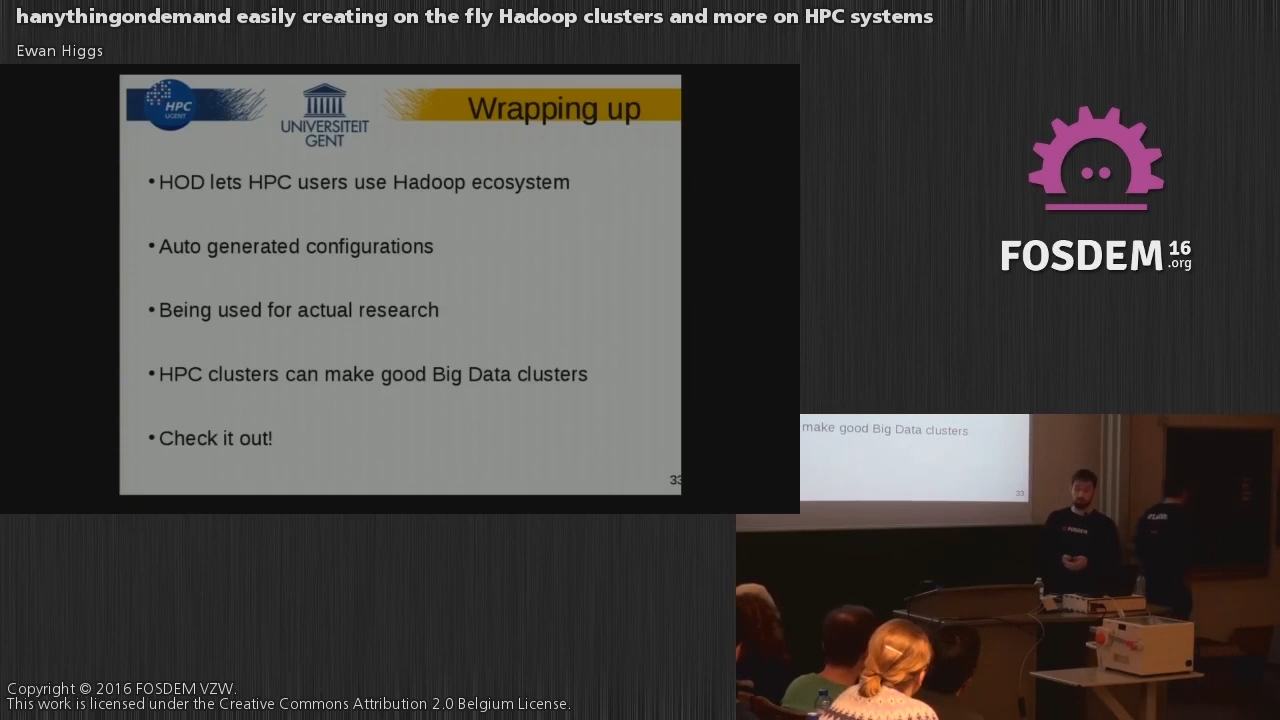 hanythingondemand easily creating on the fly Hadoop clusters and more on HPC systems
Ewan Higgs
HPC
UGENT
UNIVERSITEIT
GENT
Wrapping up
• HOD lets HPC users use Hadoop ecosystem
• Auto generated configurations
• Being used for actual research
• HPC clusters can make good Big Data clusters
• Check it out!
33
FOSDEM 16
.org
make good Big Data clusters
33
FOSDEM
Copyright © 2016 FOSDEM VZW.
This work is licensed under the Creative Commons Attribution 2.0 Belgium License.